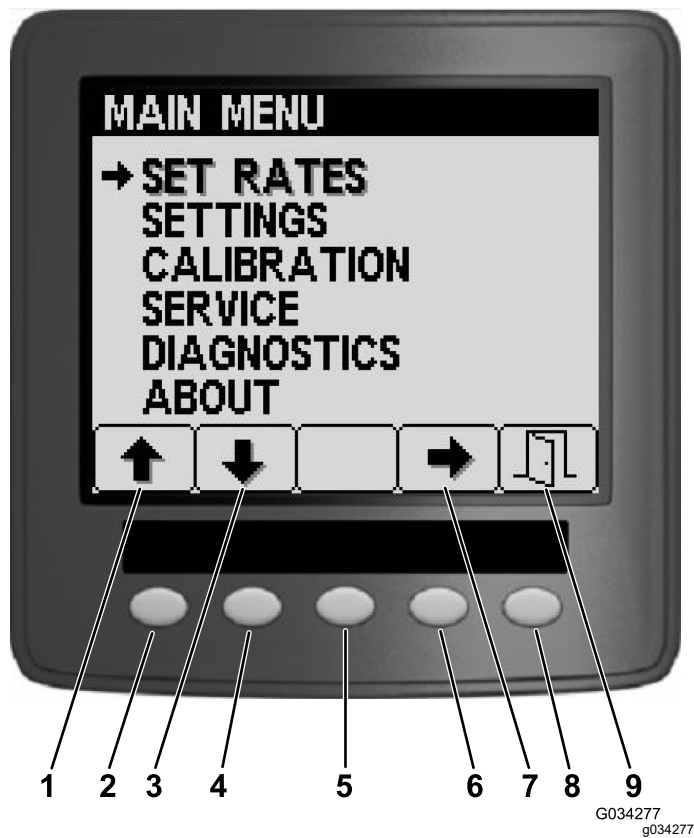 MAIN MENU
SET RATES
SETTINGS
CALIBRATION
SERVICE
DIAGNOSTICS
ABOUT
1 2 3 4 5 6 7 8 9
G034277
g034277